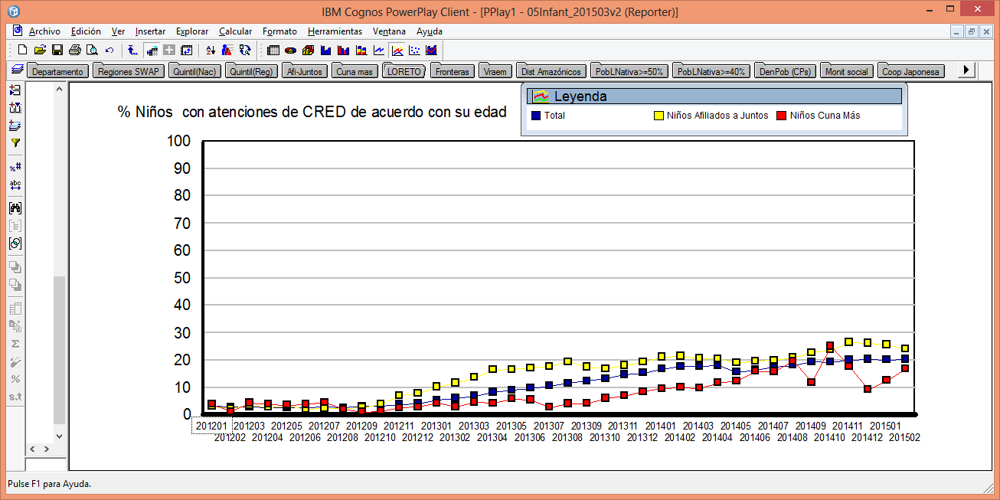 IBM Cognos PowerPlay Client - [PPlay1 - 05Infant_201503v2 (Reporter)]
Archivo Edición Ver Insertar Explorar Calcular Formato Herramientas Ventana Ayuda
Departamento Regiones SWAP Quintil(Nac) Quintil(Reg) Afi-Juntos Cuna mas LORETO Fronteras Vraem Dist Amazónicos PobLNativa>=50% PobLNativa>=40% DenPob (CPs) Monit social Coop Japonesa
% Niños con atenciones de CRED de acuerdo con su edad
Leyenda
Total Niños Afiliados a Juntos Niños Cuna Más
100
90
80
70
60
50
40
30
20
10
0
201201 201203 201205 201207 201209 201211 201301 201303 201305 201307 201309 201311 201401 201403 201405 201407 201409 201411 201501
201202 201204 201206 201208 201210 201212 201302 201304 201306 201308 201310 201312 201402 201404 201406 201408 201410 201412 201502
%#
abc
Σ
%
s.t
Pulse F1 para Ayuda.